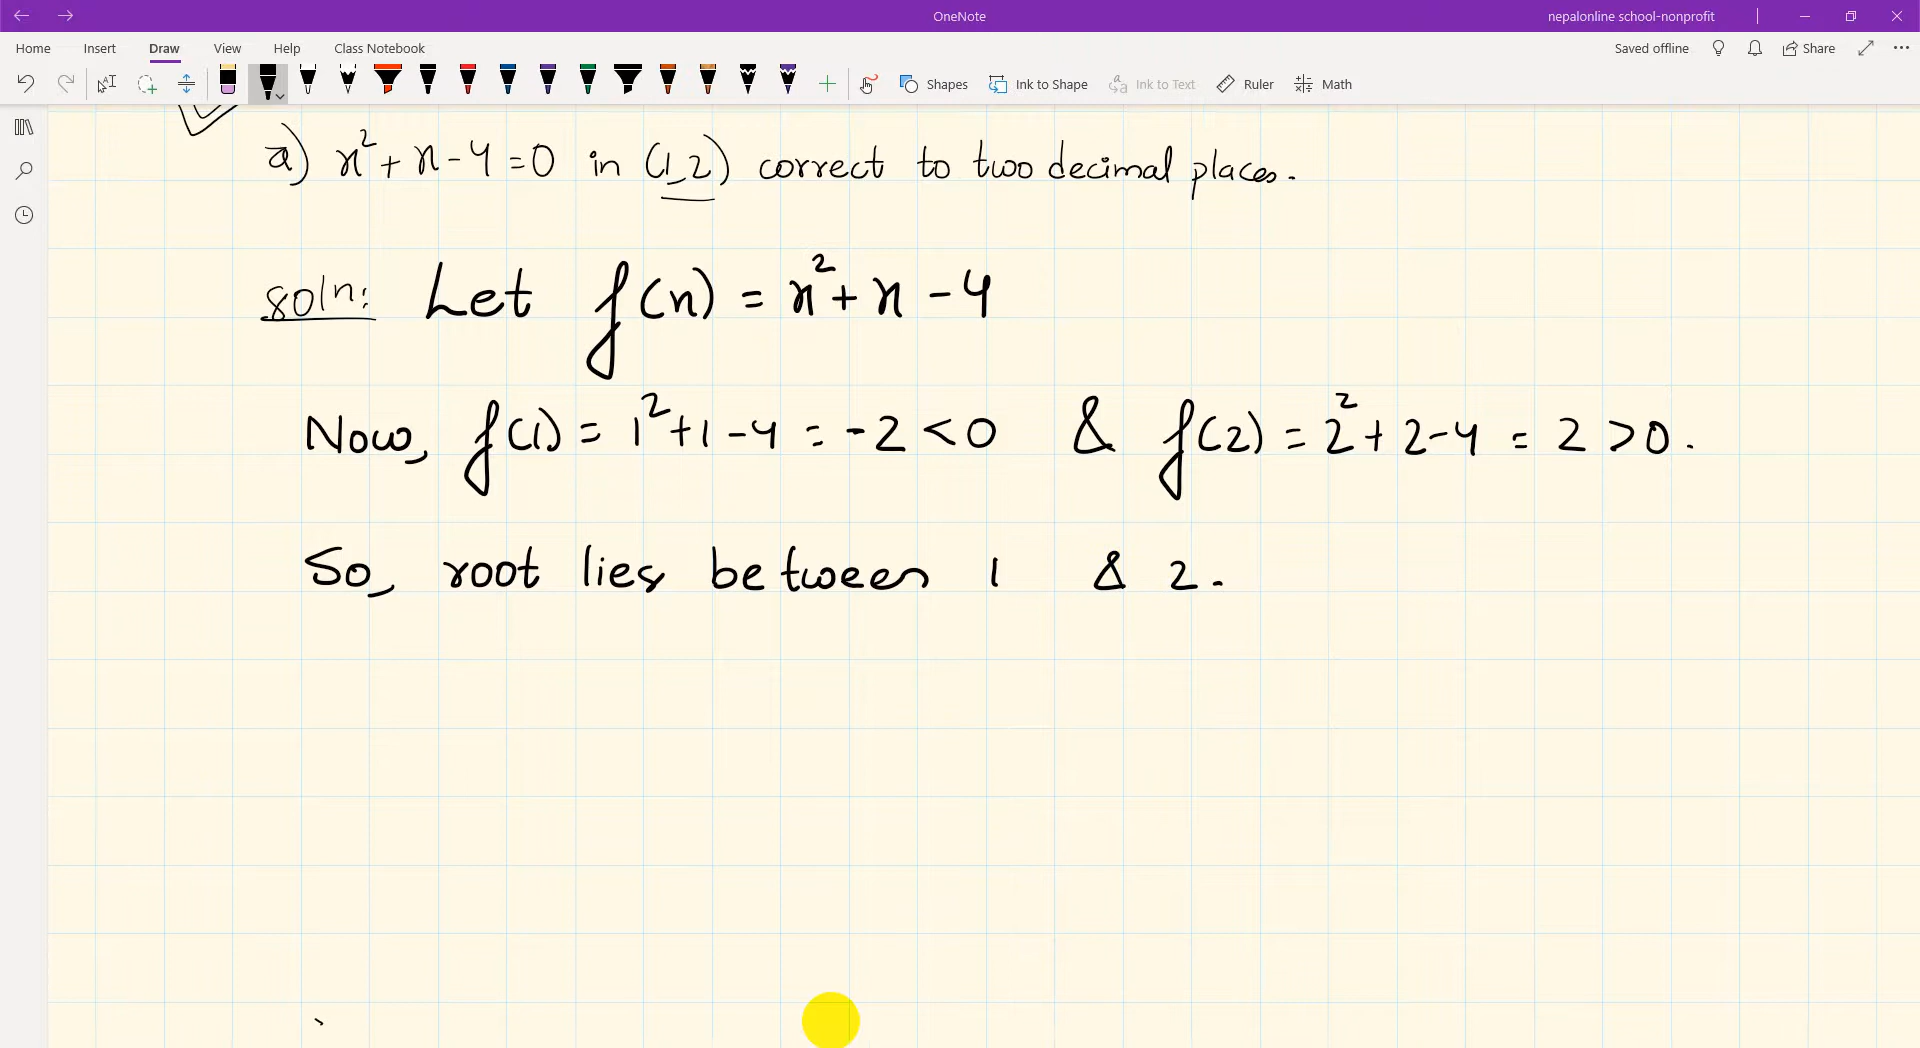 OneNote
nepalonline school-nonprofit
Home Insert Draw View Help Class Notebook
Saved offline Share
Shapes Ink to Shape Ink to Text Ruler Math
a) x²+x-4=0 in (1,2) correct to two decimal places.
soln: Let f(x) = x²+x-4
Now, f(1) = 1²+1-4 = -2<0 & f(2) = 2²+2-4 = 2>0.
So, root lies between 1 & 2.